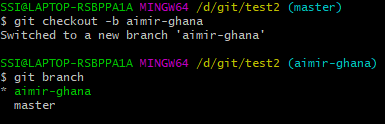 SSI@LAPTOP-RSBPPA1A MINGW64 /d/git/test2 (master)
$ git checkout -b aimir-ghana
Switched to a new branch 'aimir-ghana'
SSI@LAPTOP-RSBPPA1A MINGW64 /d/git/test2 (aimir-ghana)
$ git branch
* aimir-ghana
master